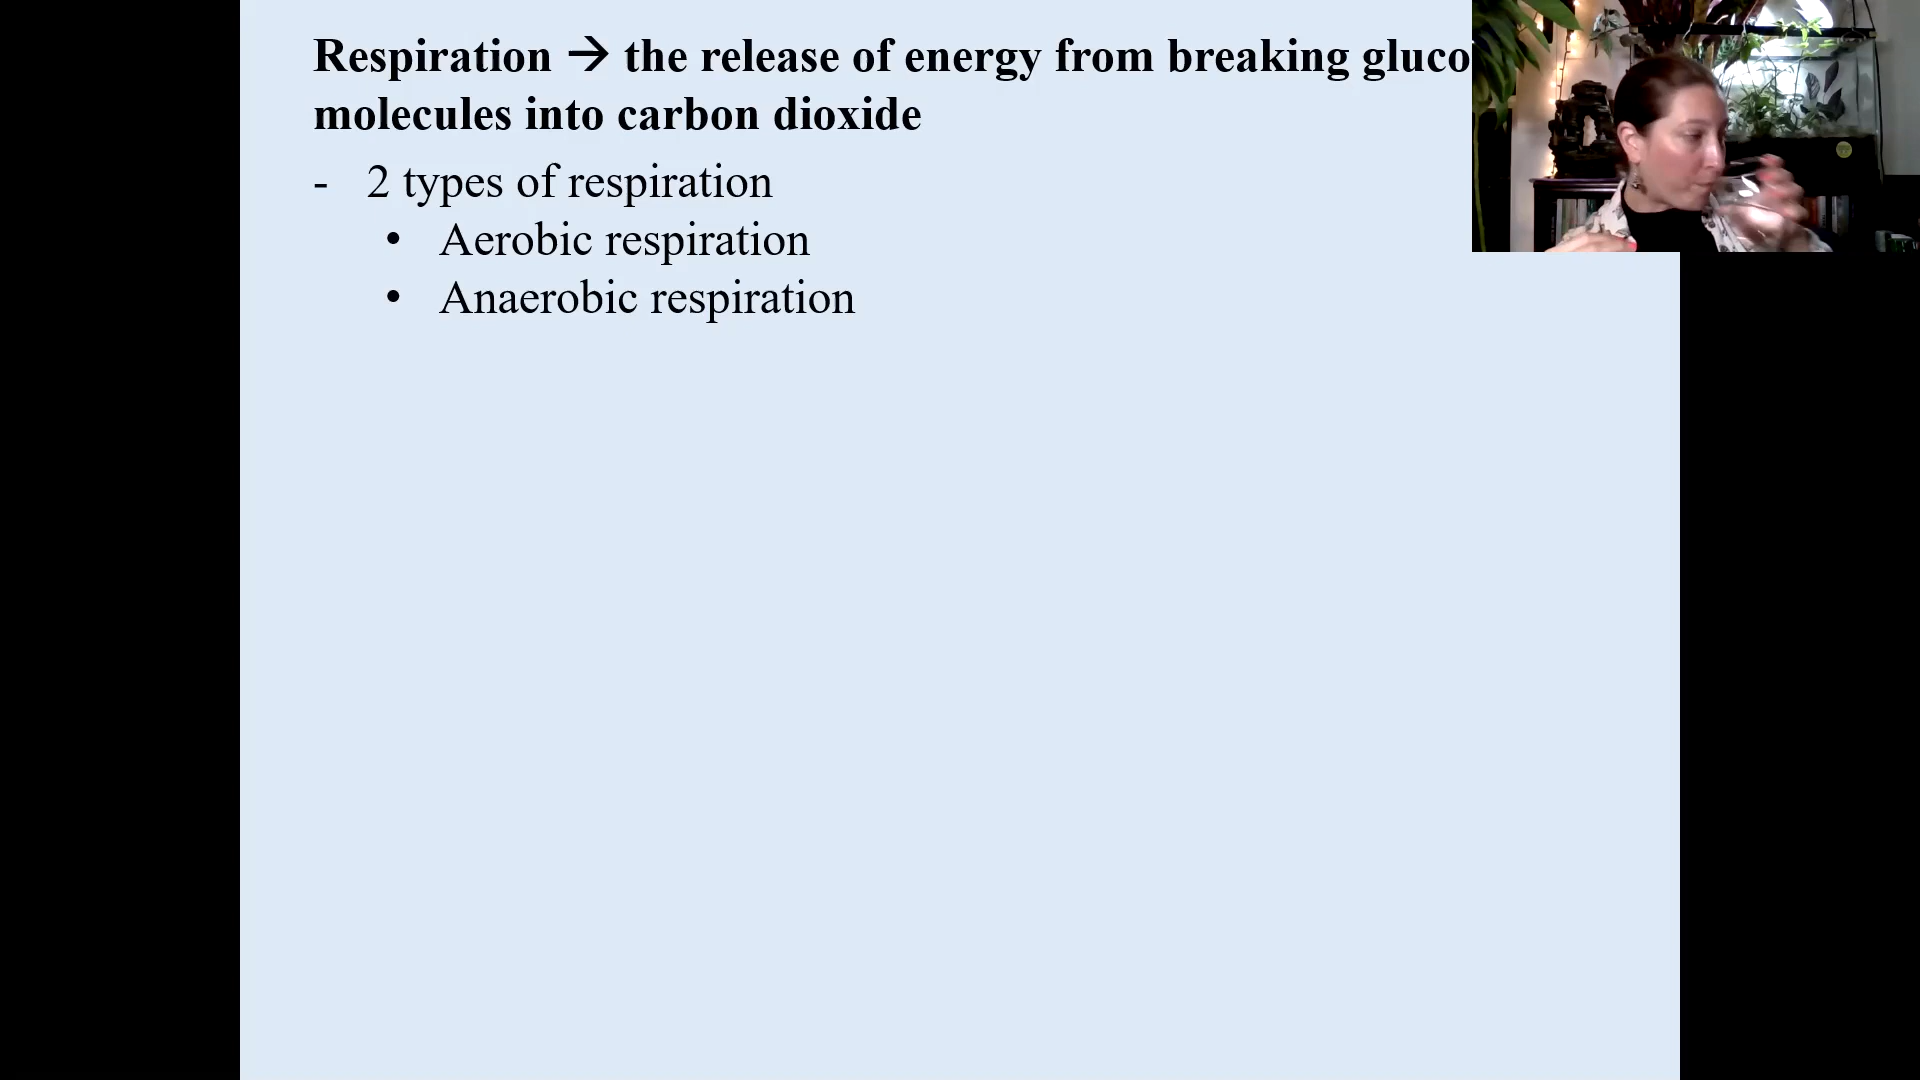 Respiration → the release of energy from breaking gluco
molecules into carbon dioxide
- 2 types of respiration
• Aerobic respiration
• Anaerobic respiration